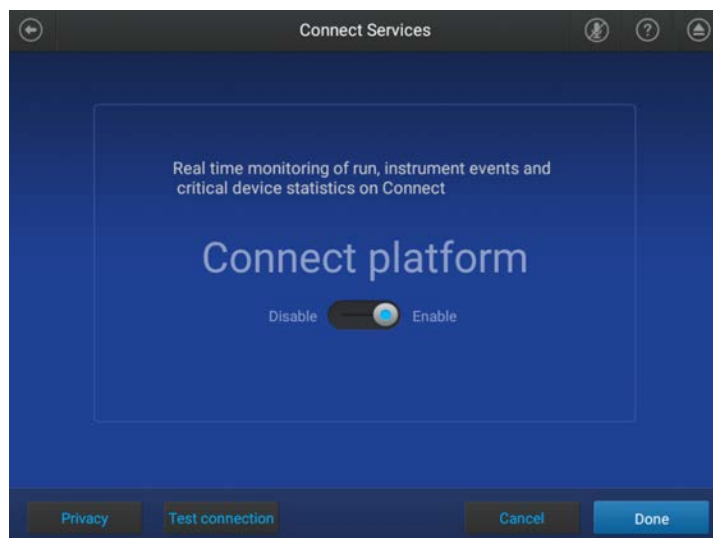 Connect Services
?
Real time monitoring of run, instrument events and
critical device statistics on Connect
Connect platform
Disable Enable
Privacy Test connection Cancel Done